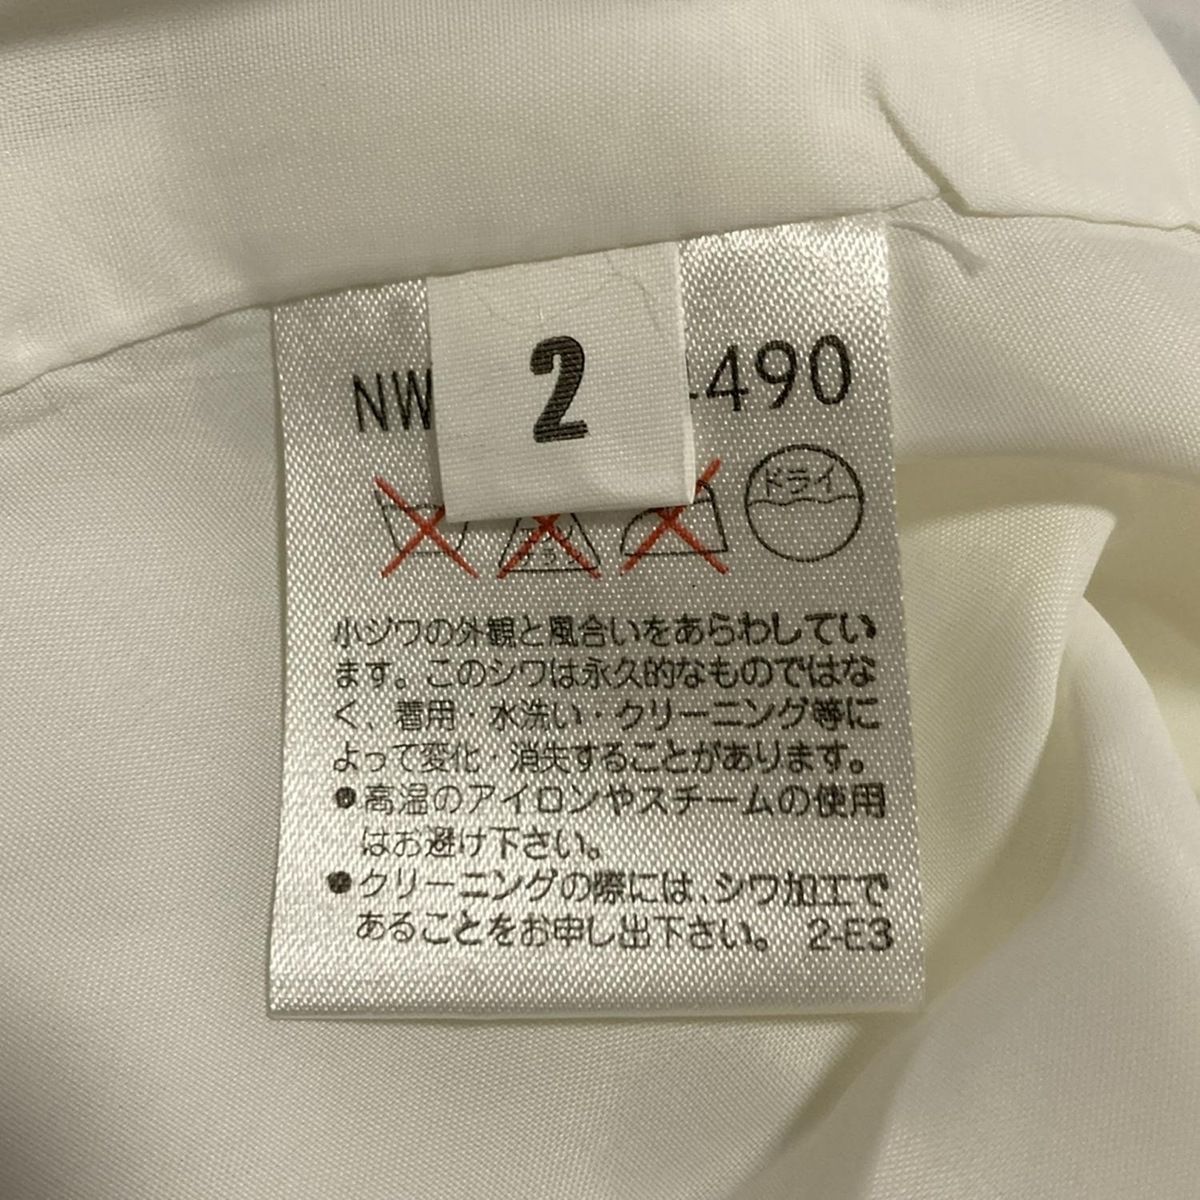 2
NW
490
ドライ
小ジワの外観と風合いをあらわしてい
ます。このシワは永久的なものではな
く、着用・水洗い・クリーニング等に
よって変化・消失することがあります。
●高温のアイロンやスチームの使用
はお避け下さい。
●クリーニングの際には、シワ加工で
あることをお申し出下さい。 2-E3